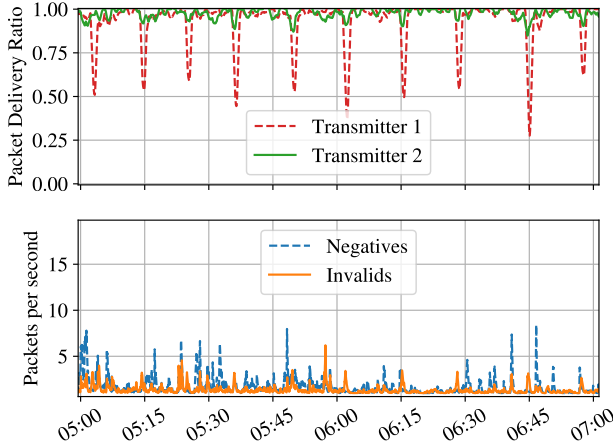 Packet Delivery Ratio
1.00
0.75
0.50
0.25
0.00
Transmitter 1
Transmitter 2
Packets per second
15
10
5
Negatives
Invalids
05:00
05:15
05:30
05:45
06:00
06:15
06:30
06:45
07:00